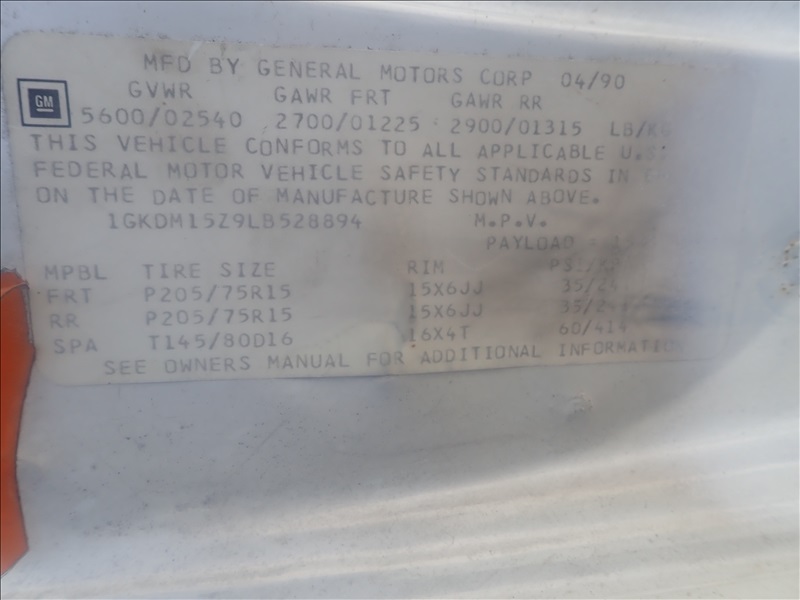 MFD BY GENERAL MOTORS CORP 04/90
GM
GVWR GAWR FRT GAWR RR
5600/02540 2700/01225 2900/01315 LB/KG
THIS VEHICLE CONFORMS TO ALL APPLICABLE U.S.
FEDERAL MOTOR VEHICLE SAFETY STANDARDS IN
ON THE DATE OF MANUFACTURE SHOWN ABOVE.
1GKDM15Z9LB528894 M.P.V.
PAYLOAD
MPBL TIRE SIZE RIM
FRT P205/75R15 15X6JJ
RR P205/75R15 15X6JJ
SPA T145/80D16 16X4T 60/414
SEE OWNERS MANUAL FOR ADDITIONAL INFORMATION